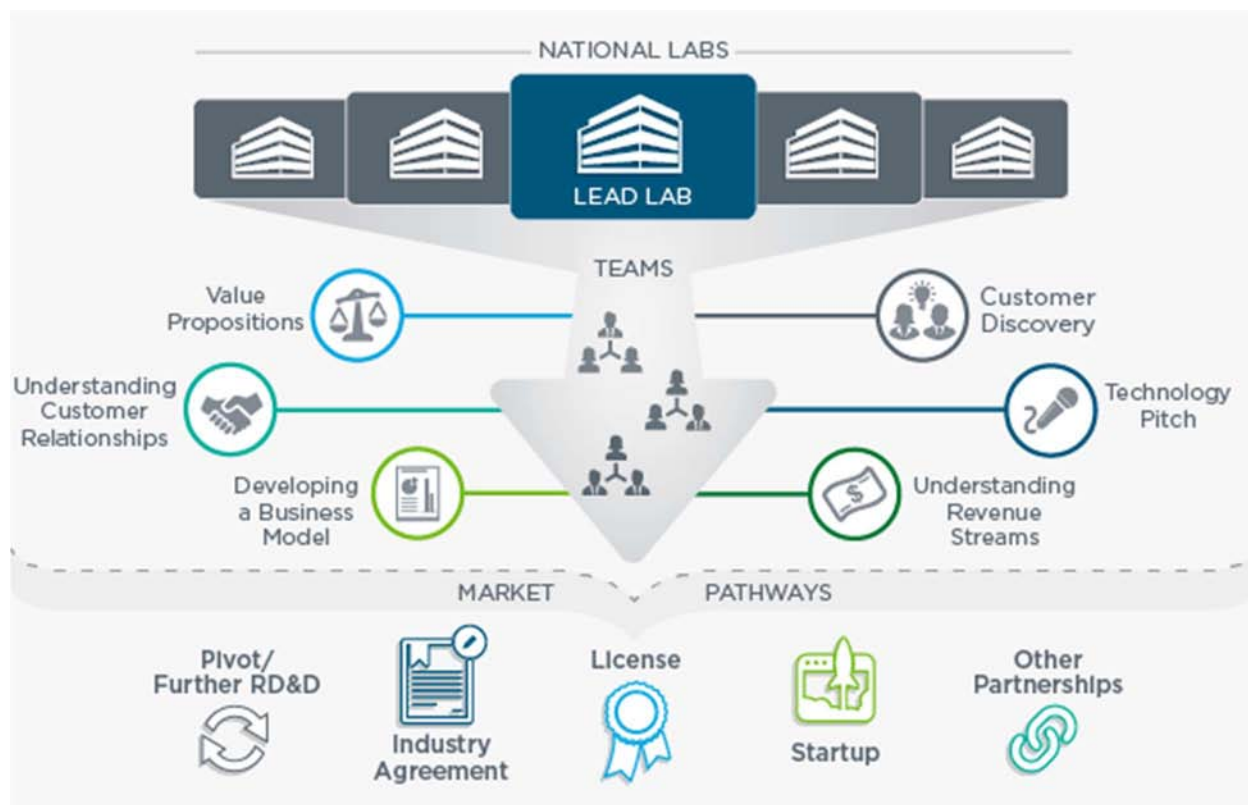 NATIONAL LABS
LEAD LAB
TEAMS
Value
Propositions
Customer
Discovery
Understanding
Customer
Relationships
Technology
Pitch
Developing
a Business
Model
$
Understanding
Revenue
Streams
MARKET PATHWAYS
Pivot/
Further RD&D
Industry
Agreement
License
Startup
Other
Partnerships